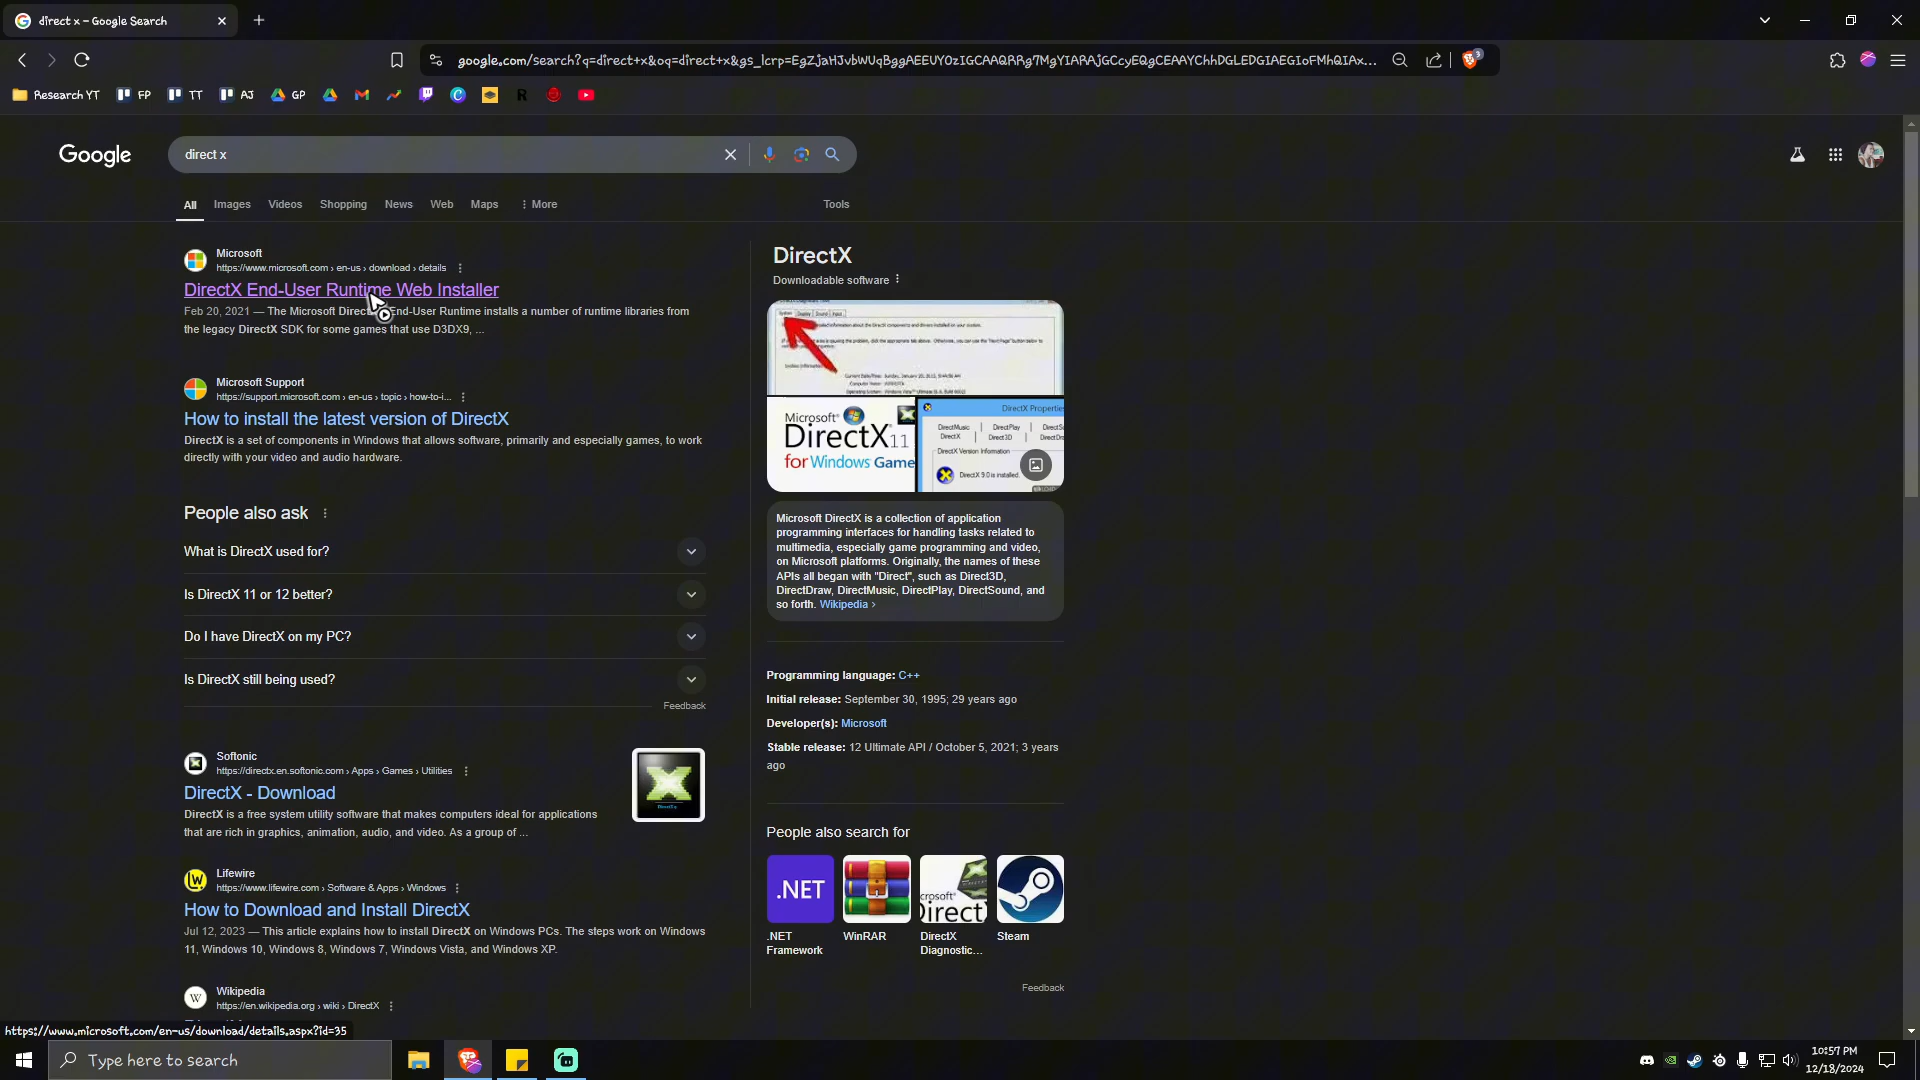 direct x - Google Search
google.com/search?q=direct+x&oq=direct+x&gs_lcrp=EgZjaHJvbWUqBggAEEUYOzIGCAAQRRg7MgYIARAjGCcyEQgCEAAYChhDGLEDGIAEGIoFMhQIAx...
3
Research YT
FP
TT
AJ
GP
Google
direct x
All
Images
Videos
Shopping
News
Web
Maps
More
Tools
Microsoft
https://www.microsoft.com › en-us › download › details
DirectX End-User Runtime Web Installer
Feb 20, 2021 — The Microsoft End-User Runtime installs a number of runtime libraries from
the legacy DirectX SDK for some games that use D3DX9, ...
Microsoft Support
https://support.microsoft.com › en-us › topic › how-to-i...
How to install the latest version of DirectX
DirectX is a set of components in Windows that allows software, primarily and especially games, to work
directly with your video and audio hardware.
People also ask
What is DirectX used for?
Is DirectX 11 or 12 better?
Do I have DirectX on my PC?
Is DirectX still being used?
Feedback
Softonic
https://directx.en.softonic.com › Apps › Games › Utilities
DirectX - Download
DirectX is a free system utility software that makes computers ideal for applications
that are rich in graphics, animation, audio, and video. As a group of ...
Lifewire
https://www.lifewire.com › Software & Apps › Windows
How to Download and Install DirectX
Jul 12, 2023 — This article explains how to install DirectX on Windows PCs. The steps work on Windows
11, Windows 10, Windows 8, Windows 7, Windows Vista, and Windows XP.
Wikipedia
https://en.wikipedia.org › wiki › DirectX
DirectX
Downloadable software
Microsoft®
DirectX 11
for Windows Game
DirectX Properties
DirectMusic
DirectPlay
DirectX
Direct3D
DirectX Version Information
DirectX 9.0 is installed.
Microsoft DirectX is a collection of application
programming interfaces for handling tasks related to
multimedia, especially game programming and video,
on Microsoft platforms. Originally, the names of these
APIs all began with "Direct", such as Direct3D,
DirectDraw, DirectMusic, DirectPlay, DirectSound, and
so forth. Wikipedia ›
Programming language: C++
Initial release: September 30, 1995; 29 years ago
Developer(s): Microsoft
Stable release: 12 Ultimate API / October 5, 2021; 3 years
ago
People also search for
.NET
.NET
Framework
WinRAR
DirectX
Diagnostic...
Steam
Feedback
https://www.microsoft.com/en-us/download/details.aspx?id=35
Type here to search
10:57 PM
12/18/2024